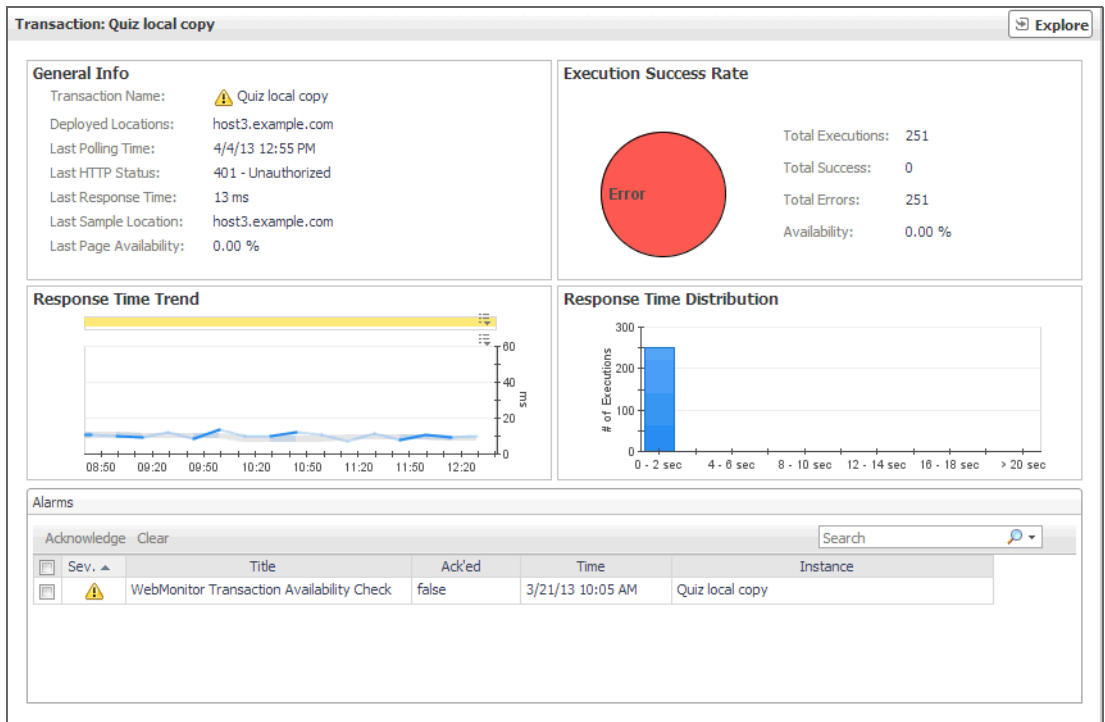 Transaction: Quiz local copy
Explore
General Info
Transaction Name: Quiz local copy
Deployed Locations: host3.example.com
Last Polling Time: 4/4/13 12:55 PM
Last HTTP Status: 401 - Unauthorized
Last Response Time: 13 ms
Last Sample Location: host3.example.com
Last Page Availability: 0.00 %
Execution Success Rate
Error
Total Executions: 251
Total Success: 0
Total Errors: 251
Availability: 0.00 %
Response Time Trend
60
40
20
0
ms
08:50 09:20 09:50 10:20 10:50 11:20 11:50 12:20
Response Time Distribution
300
200
100
0
# of Executions
0 - 2 sec 4 - 6 sec 8 - 10 sec 12 - 14 sec 16 - 18 sec > 20 sec
Alarms
Acknowledge Clear
Search
Sev. Title Ack'ed Time Instance
WebMonitor Transaction Availability Check false 3/21/13 10:05 AM Quiz local copy